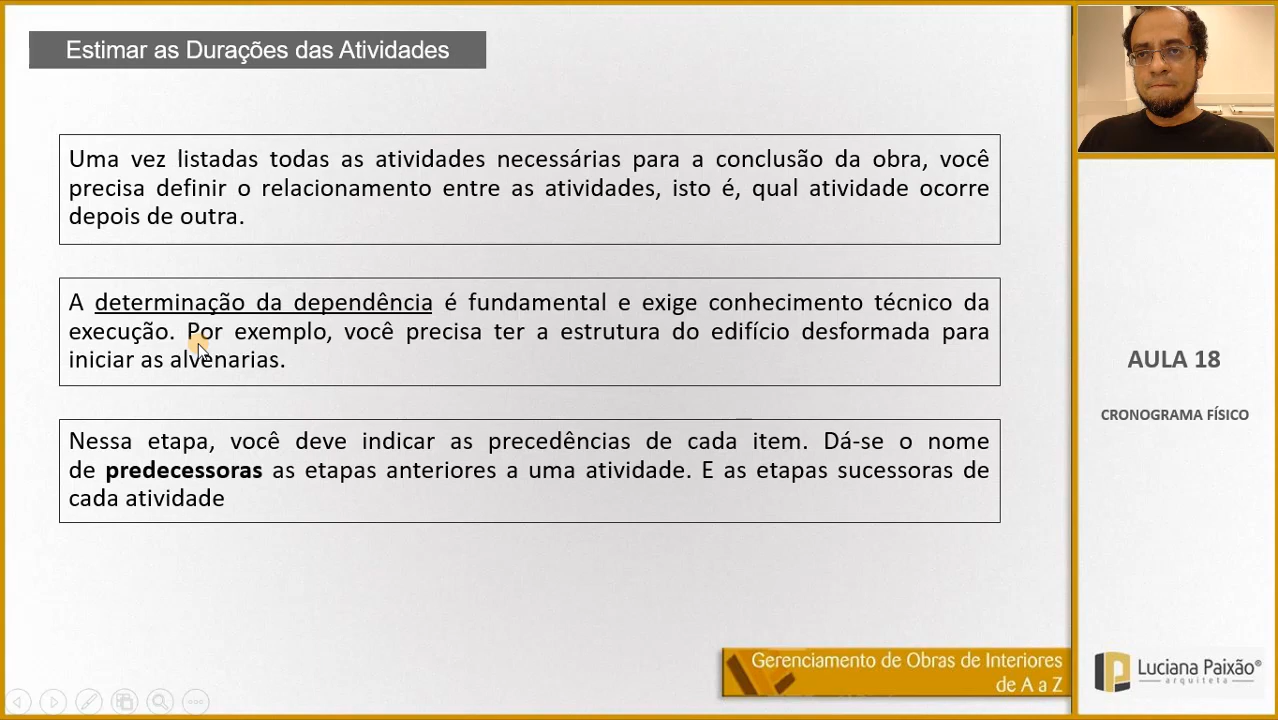 Estimar as Durações das Atividades
Uma vez listadas todas as atividades necessárias para a conclusão da obra, você
precisa definir o relacionamento entre as atividades, isto é, qual atividade ocorre
depois de outra.
A determinação da dependência é fundamental e exige conhecimento técnico da
execução. Por exemplo, você precisa ter a estrutura do edifício desformada para
iniciar as alvenarias.
Nessa etapa, você deve indicar as precedências de cada item. Dá-se o nome
de predecessoras as etapas anteriores a uma atividade. E as etapas sucessoras de
cada atividade
AULA 18
CRONOGRAMA FÍSICO
Gerenciamento de Obras de Interiores
de A a Z
Luciana Paixão®
arquiteta